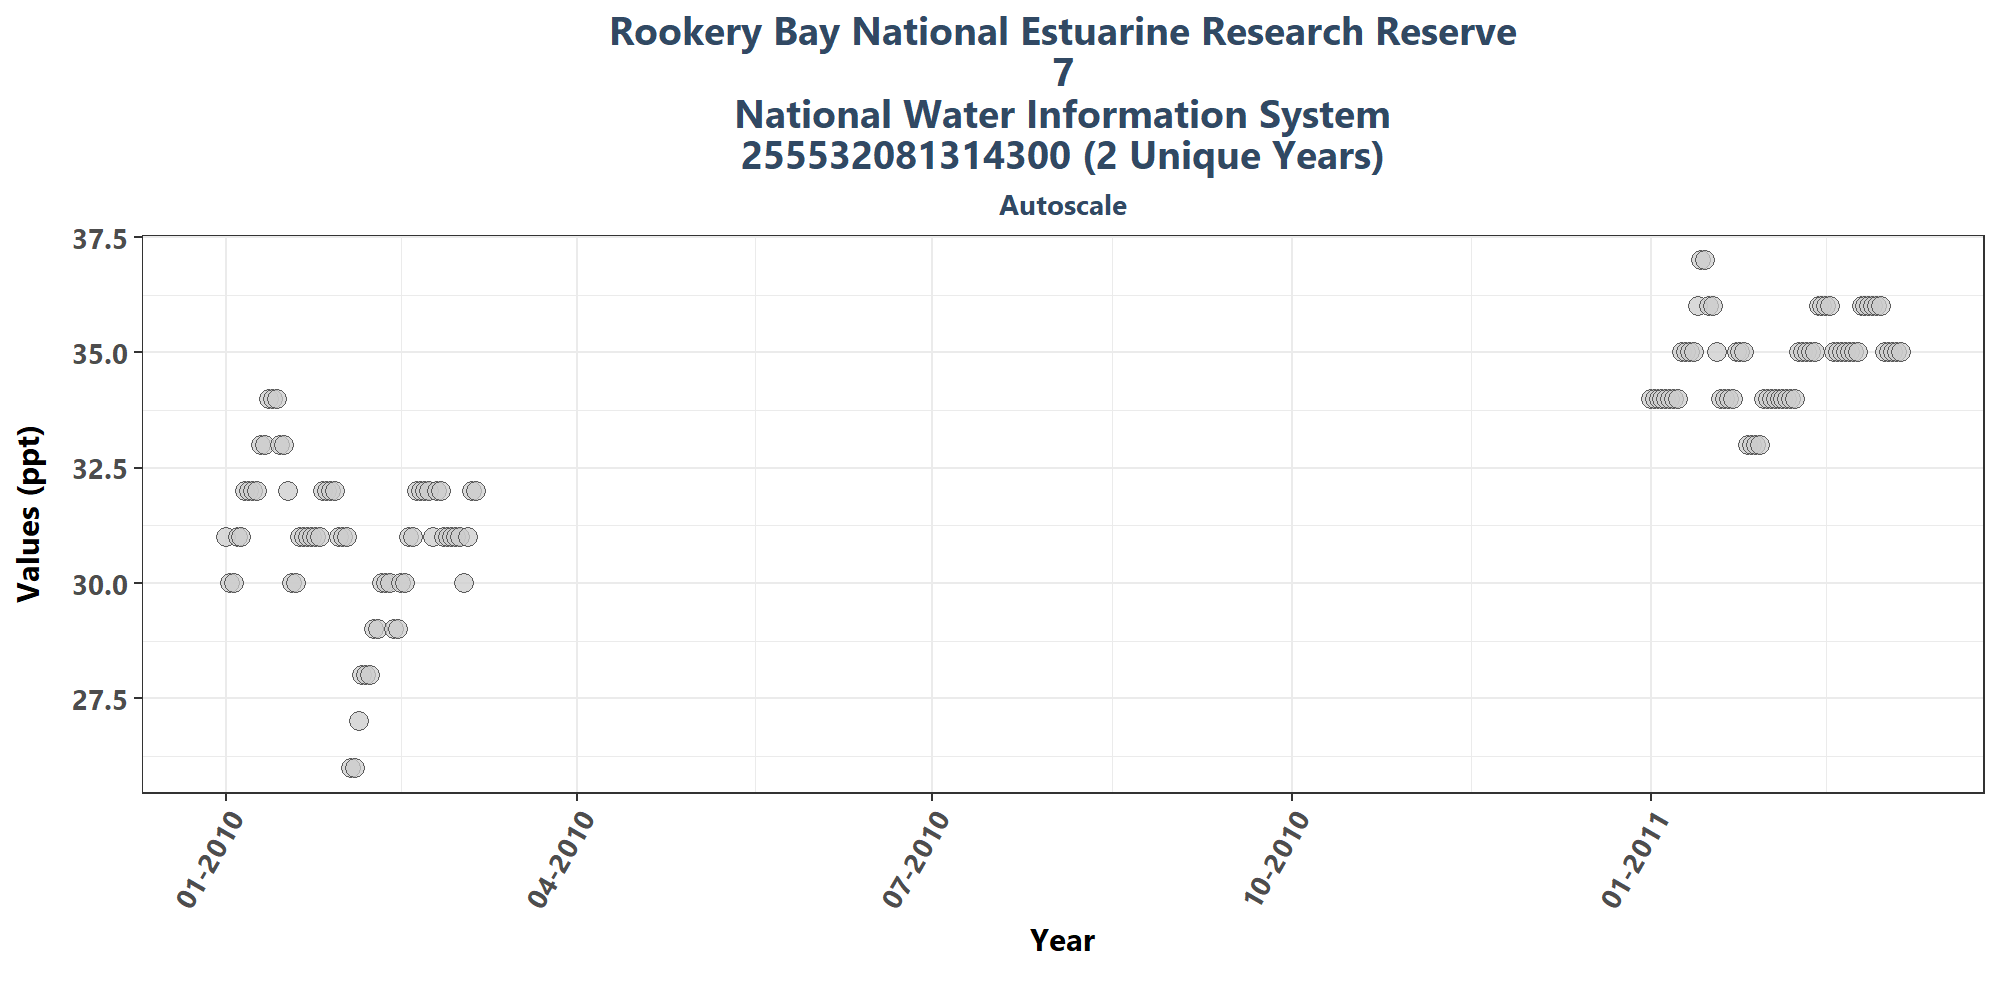 Rookery Bay National Estuarine Research Reserve
7
National Water Information System
255532081314300 (2 Unique Years)
Autoscale
37.5
35.0
32.5
30.0
27.5
Values (ppt)
01-2010
04-2010
07-2010
10-2010
01-2011
Year